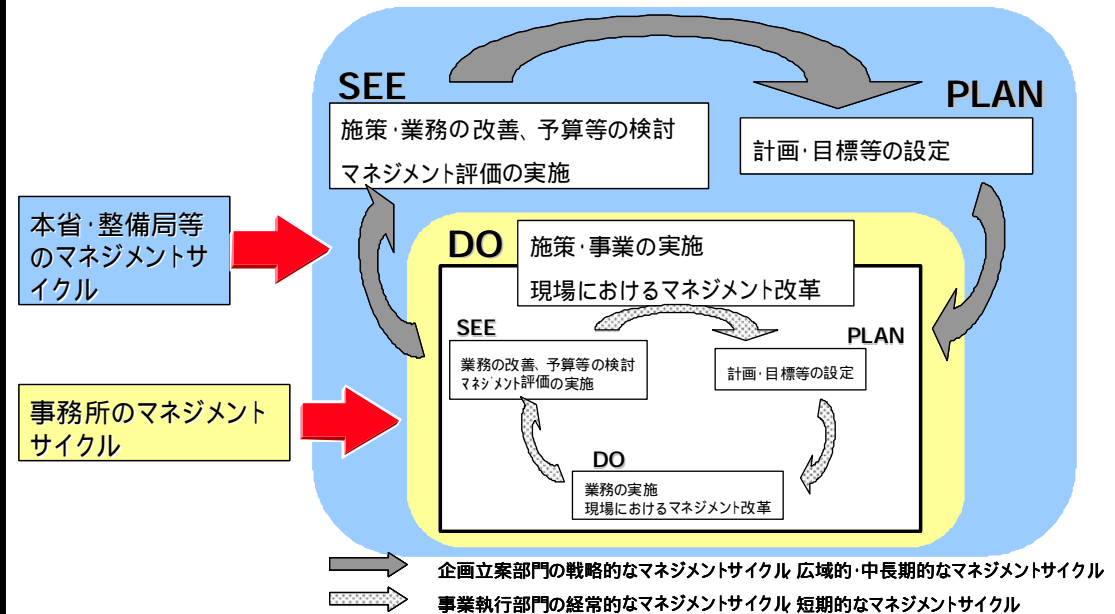 SEE
施策・業務の改善、予算等の検討
マネジメント評価の実施
PLAN
計画・目標等の設定
本省・整備局等
のマネジメントサ
イクル
DO
施策・事業の実施
現場におけるマネジメント改革
SEE
業務の改善、予算等の検討
マネジメント評価の実施
PLAN
計画・目標等の設定
事務所のマネジメント
サイクル
DO
業務の実施
現場におけるマネジメント改革
企画立案部門の戦略的なマネジメントサイクル 広域的・中長期的なマネジメントサイクル
事業執行部門の経常的なマネジメントサイクル 短期的なマネジメントサイクル